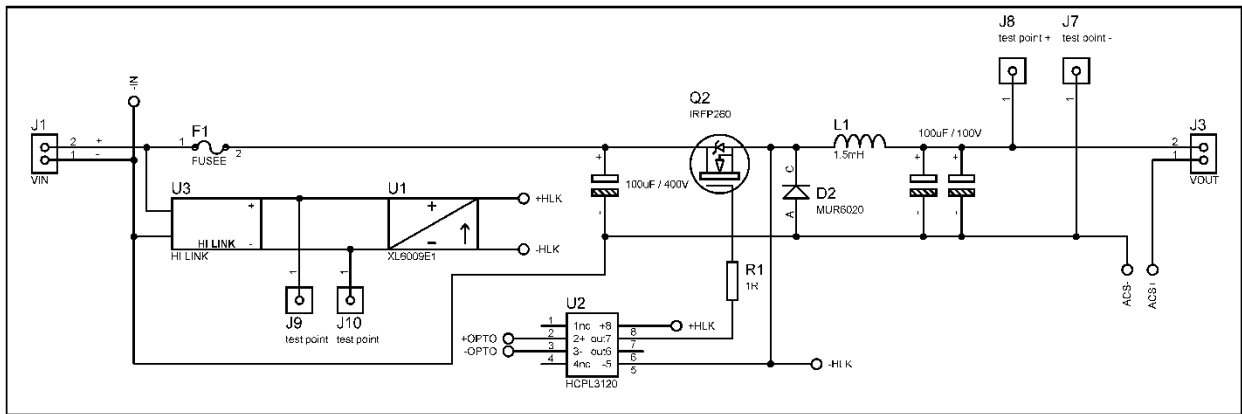 J8
test point +
J7
test point -
-IN
J1
2
+
1
-
VIN
F1
1
2
FUSEE
Q2
IRFP260
L1
1.5mH
100uF / 100V
1
1
J3
2
1
VOUT
U3
+
-
HI LINK
HI LINK
U1
+
-
XL6009E1
+HLK
-HLK
+
100uF / 400V
-
C
A
D2
MUR6020
+
-
+
-
1
1
J9
test point
J10
test point
R1
1R
ACS-
ACS+
U2
1 1nc +8 8 +HLK
+OPTO 2 2+ out7
-OPTO 3 3- out6 7
4 4nc -5 6
5
-HLK
HCPL3120